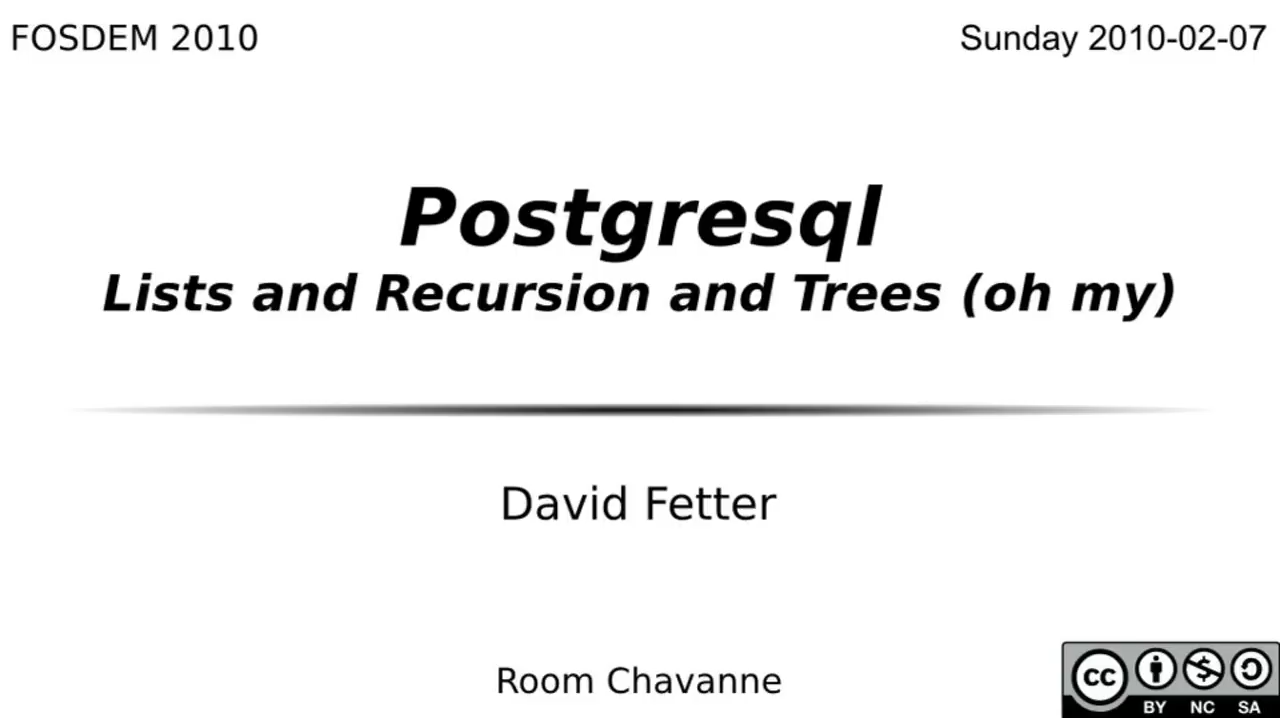 FOSDEM 2010
Sunday 2010-02-07
Postgresql
Lists and Recursion and Trees (oh my)
David Fetter
Room Chavanne
cc
BY NC SA